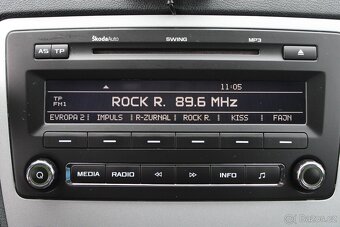 ŠkodaAuto SWING MP3
AS TP
11:05
TP
FM1
ROCK R. 89.6 MHz
EVROPA 2 IMPULS R-ZURNAL ROCK R. KISS FAJN
MEDIA RADIO INFO